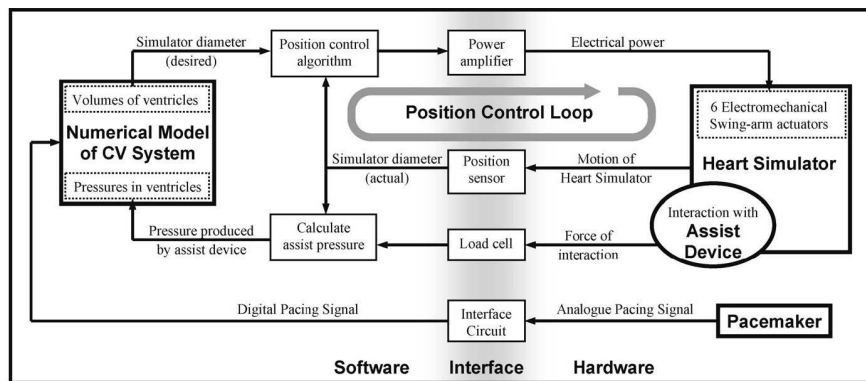 Simulator diameter
(desired)
Position control
algorithm
Power
amplifier
Electrical power
Volumes of ventricles
Numerical Model
of CV System
Pressures in ventricles
Position Control Loop
6 Electromechanical
Swing-arm actuators
Heart Simulator
Simulator diameter
(actual)
Position
sensor
Motion of
Heart Simulator
Interaction with
Assist
Device
Pressure produced
by assist device
Calculate
assist pressure
Load cell
Force of
interaction
Digital Pacing Signal
Interface
Circuit
Analogue Pacing Signal
Pacemaker
Software
Interface
Hardware